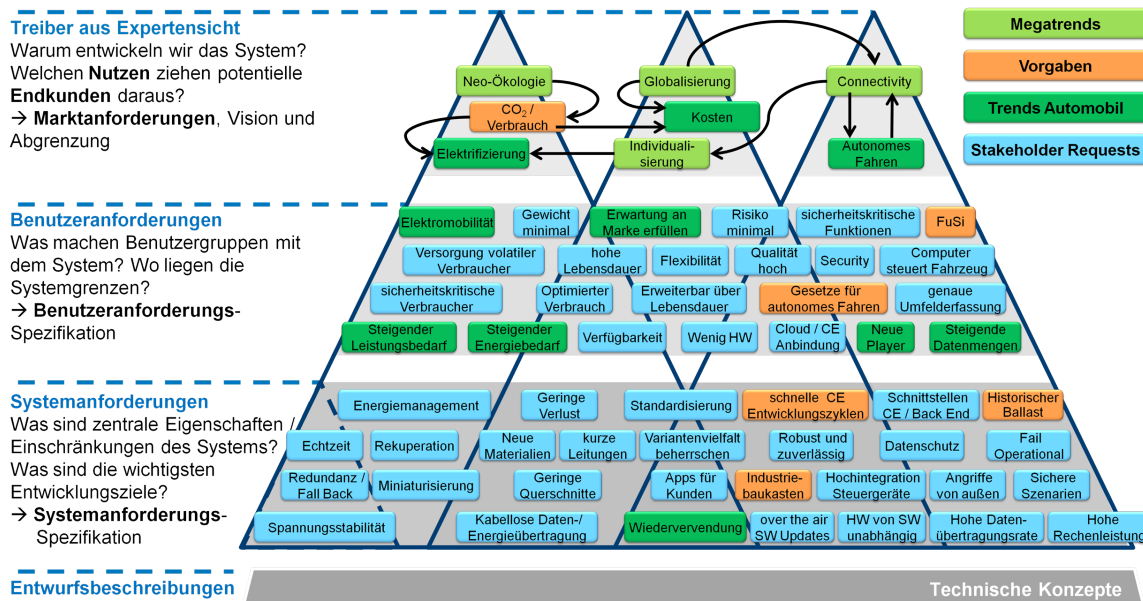 Treiber aus Expertensicht
Warum entwickeln wir das System?
Welchen Nutzen ziehen potentielle
Endkunden daraus?
→ Marktanforderungen, Vision und
Abgrenzung
Neo-Ökologie
Globalisierung
Connectivity
CO2 /
Verbrauch
Kosten
Elektrifizierung
Individuali-
sierung
Autonomes
Fahren
Megatrends
Vorgaben
Trends Automobil
Stakeholder Requests
Benutzeranforderungen
Was machen Benutzergruppen mit
dem System? Wo liegen die
Systemgrenzen?
→ Benutzeranforderungs-
Spezifikation
Elektromobilität
Gewicht
minimal
Erwartung an
Marke erfüllen
Risiko
minimal
sicherheitskritische
Funktionen
FuSi
Versorgung volatiler
Verbraucher
hohe
Lebensdauer
Flexibilität
Qualität
hoch
Security
Computer
steuert Fahrzeug
sicherheitskritische
Verbraucher
Optimierter
Verbrauch
Erweiterbar über
Lebensdauer
Gesetze für
autonomes Fahren
genaue
Umfelderfassung
Steigender
Leistungsbedarf
Steigender
Energiebedarf
Verfügbarkeit
Wenig HW
Cloud / CE
Anbindung
Neue
Player
Steigende
Datenmengen
Systemanforderungen
Was sind zentrale Eigenschaften /
Einschränkungen des Systems?
Was sind die wichtigsten
Entwicklungsziele?
→ Systemanforderungs-
Spezifikation
Energiemanagement
Geringe
Verlust
Standardisierung
schnelle CE
Entwicklungszyklen
Schnittstellen
CE / Back End
Historischer
Ballast
Echtzeit
Rekuperation
Neue
Materialien
kurze
Leitungen
Variantenvielfalt
beherrschen
Robust und
zuverlässig
Datenschutz
Fail
Operational
Redundanz /
Fall Back
Miniaturisierung
Geringe
Querschnitte
Apps für
Kunden
Industrie-
baukasten
Hochintegration
Steuergeräte
Angriffe
von außen
Sichere
Szenarien
Spannungsstabilität
Kabellose Daten-/
Energieübertragung
Wiedervervendung
over the air
SW Updates
HW von SW
unabhängig
Hohe Daten-
übertragungsrate
Hohe
Rechenleistung
Entwurfsbeschreibungen
Technische Konzepte